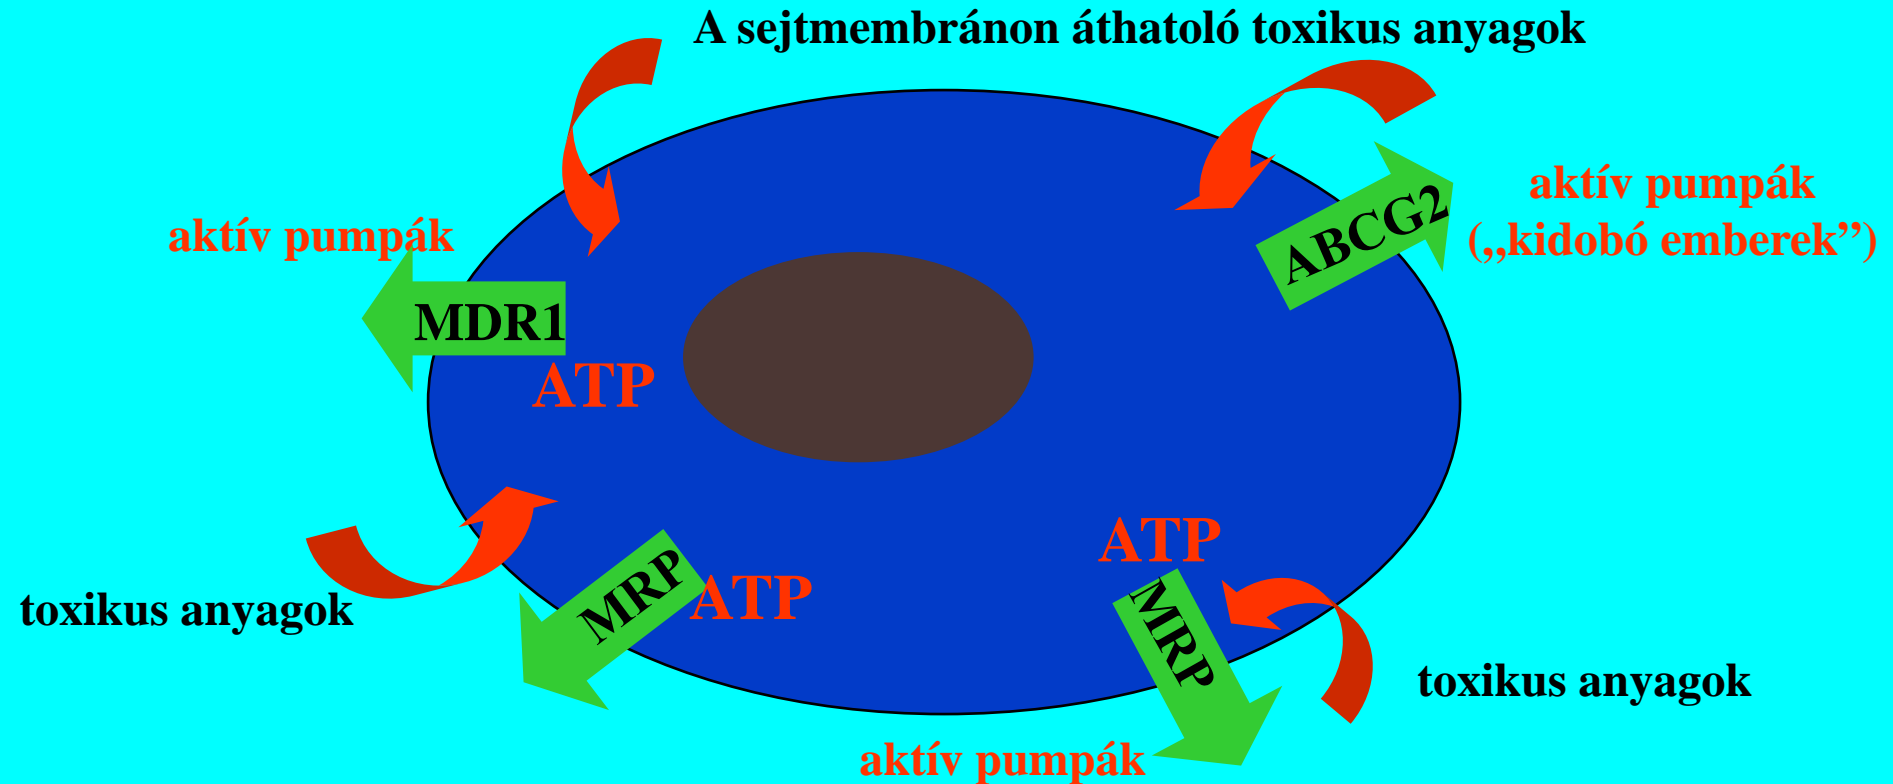 A sejtmembránon áthatoló toxikus anyagok
aktív pumpák
(„kidobó emberek”)
ABCG2
aktív pumpák
MDR1
ATP
ATP
MRP
ATP
MRP
toxikus anyagok
toxikus anyagok
aktív pumpák